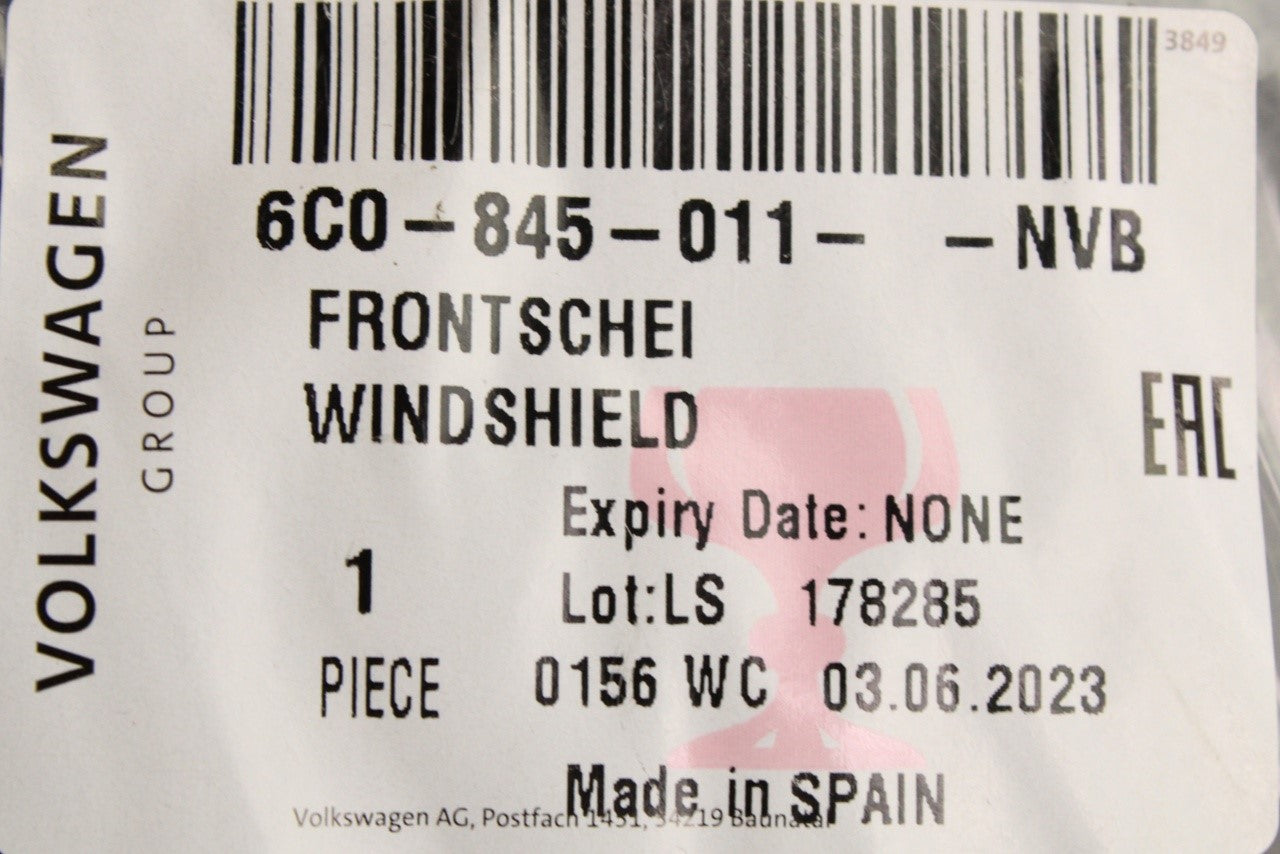 3849
VOLKSWAGEN
GROUP
6C0-845-011- -NVB
FRONTSCHEI
WINDSHIELD
EAC
Expiry Date: NONE
1
Lot:LS 178285
PIECE
0156 WC 03.06.2023
Made in SPAIN
Volkswagen AG, Postfach 1451, 34219 Baunatal